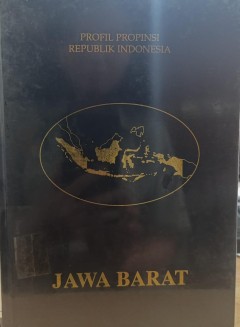 PROFIL PROPINSI
REPUBLIK INDONESIA
JAWA BARAT